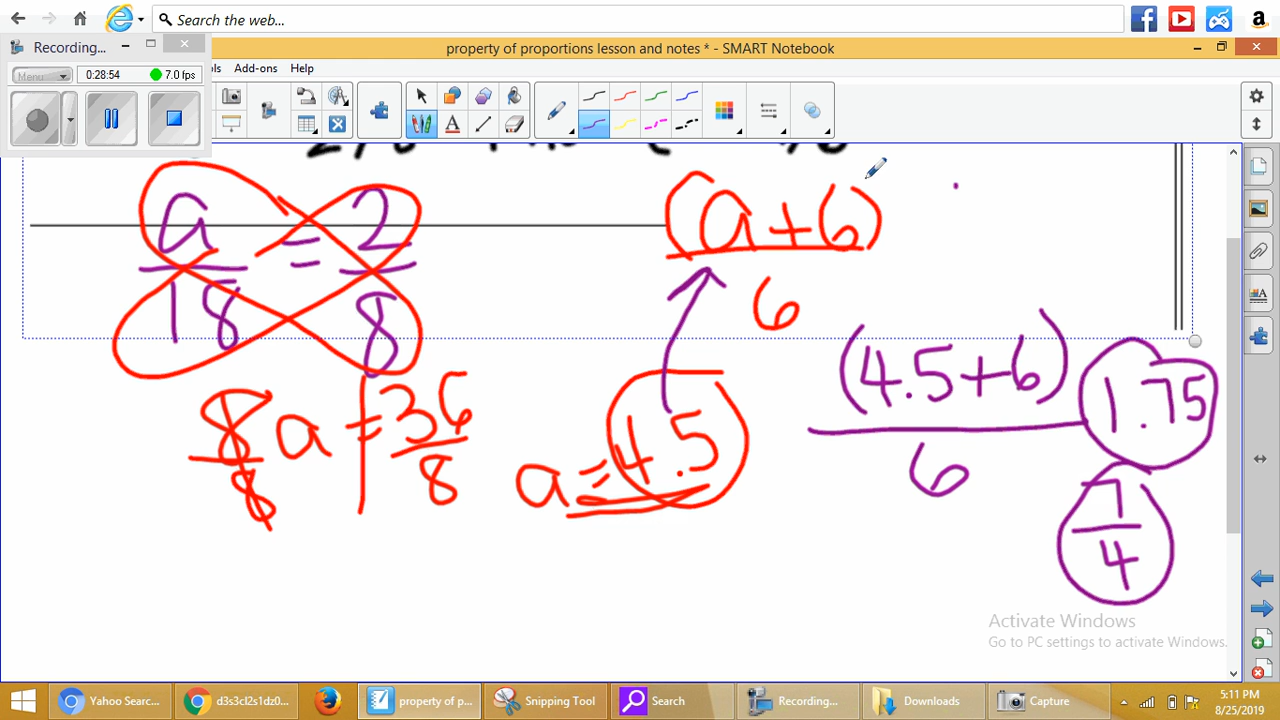 Search the web...
Recording...
property of proportions lesson and notes * - SMART Notebook
Menu
00:28:54
7.0 fps
Add-ons
Help
a/18 = 2/8
(a+6)/6
8a/8 = 36/8
a = 4.5
(4.5+6)/6
1.75
7/4
Activate Windows
Go to PC settings to activate Windows.
Yahoo Searc...
d3s3cl2s1dz0...
property of p...
Snipping Tool
Search
Recording...
Downloads
Capture
5:11 PM
8/25/2019